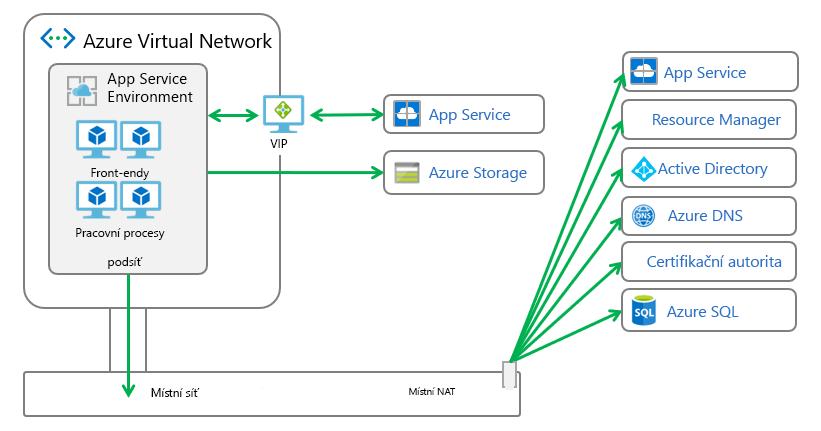 Azure Virtual Network
App Service
Environment
Front-endy
Pracovní procesy
podsíť
VIP
App Service
Azure Storage
App Service
Resource Manager
Active Directory
DNS
Azure DNS
Certifikační autorita
SQL
Azure SQL
Místní síť
Místní NAT